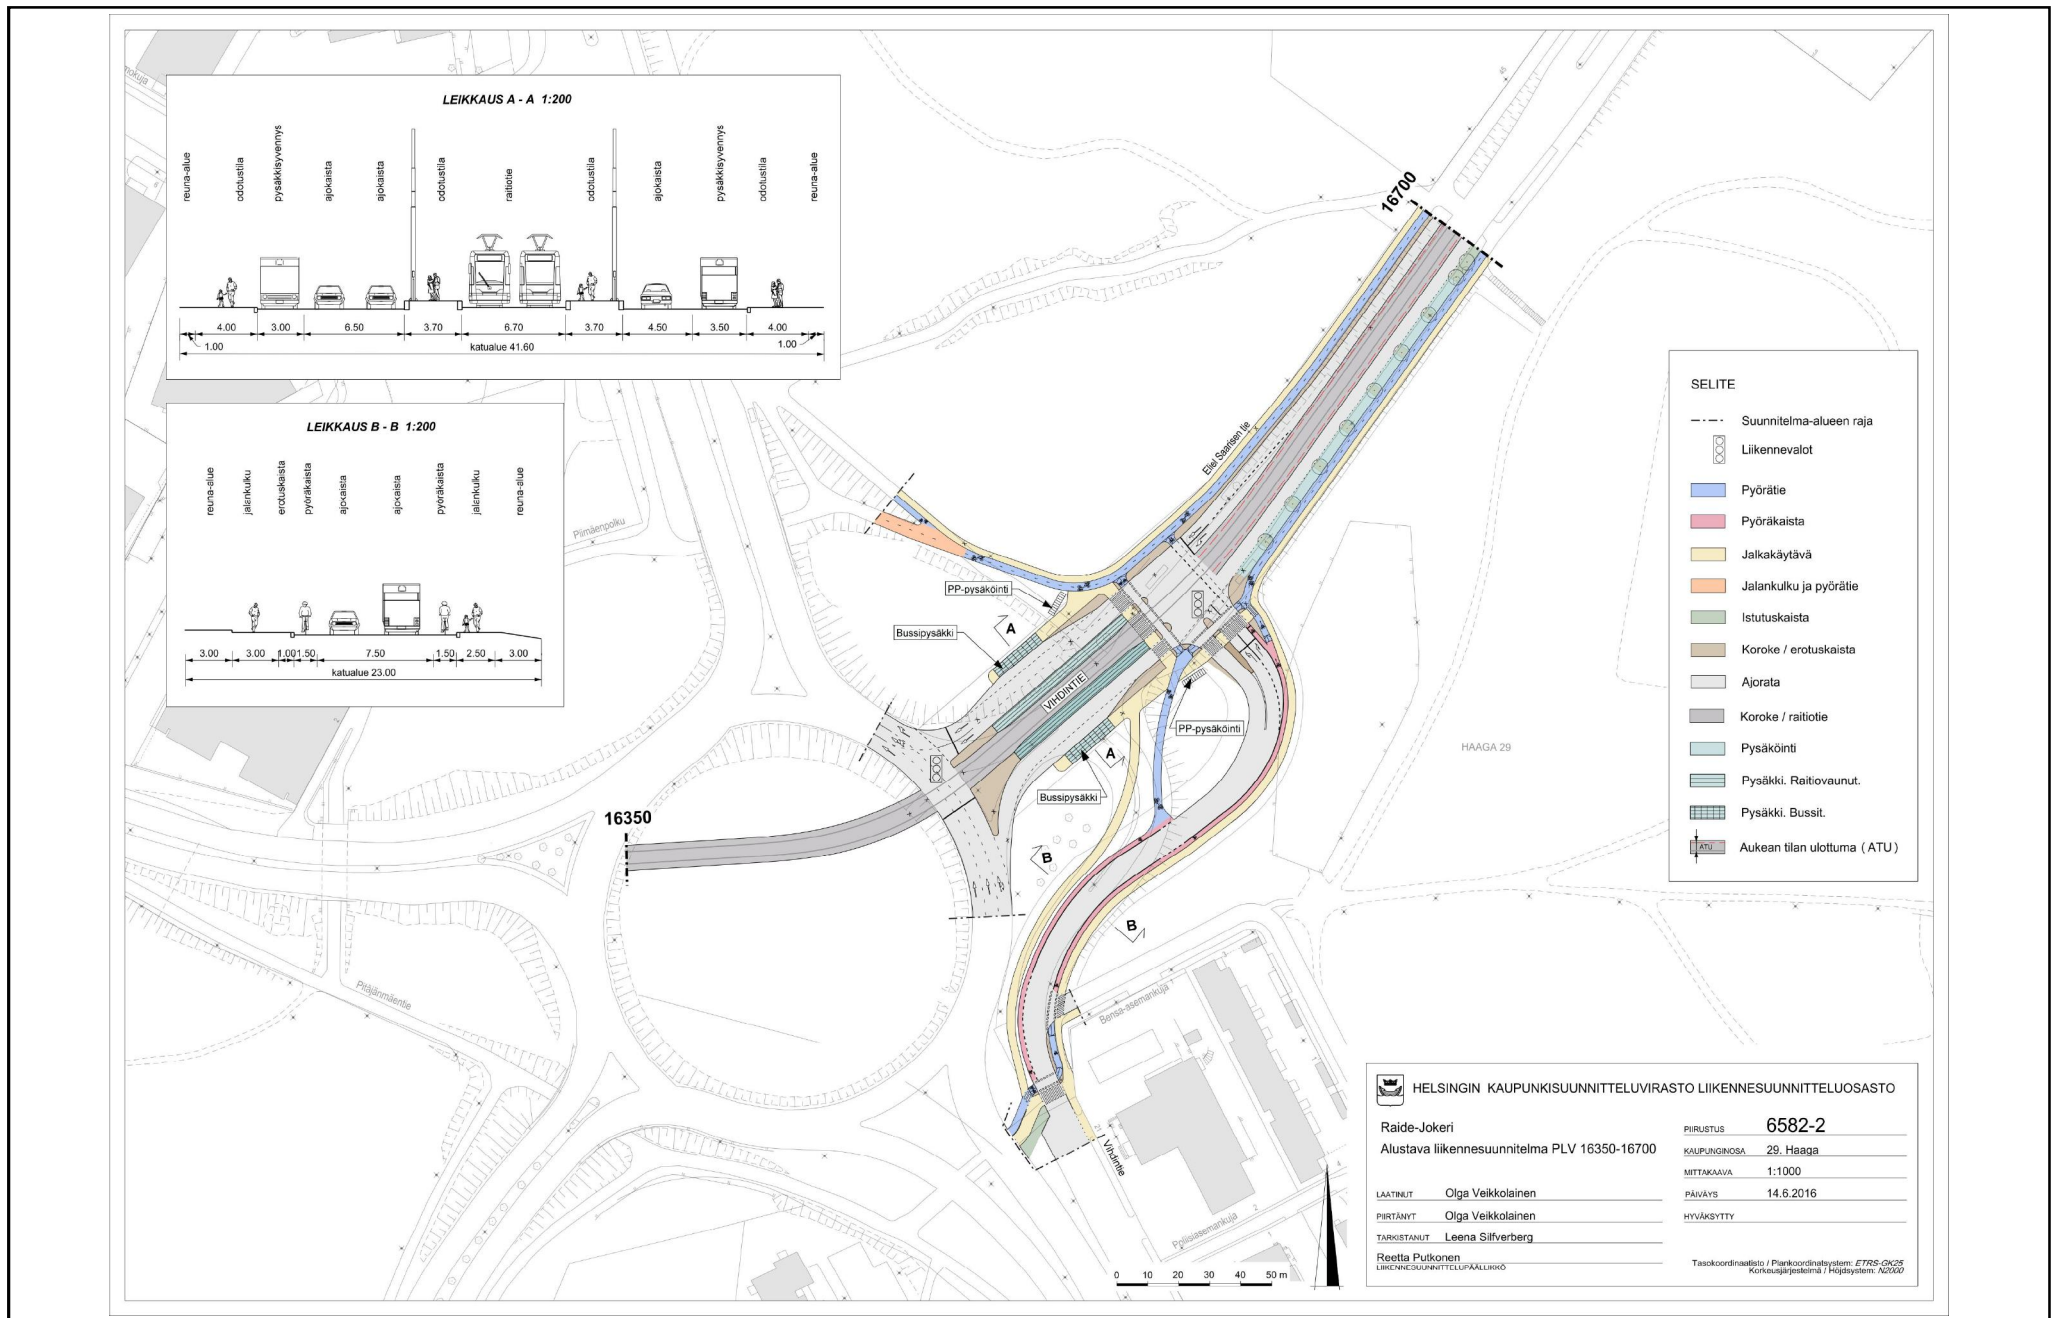 LEIKKAUS A - A 1:200
reuna-alue
odotustila
pysäkkisyvennys
ajokaista
ajokaista
odotustila
raitiotie
odotustila
ajokaista
pysäkkisyvennys
odotustila
reuna-alue
4.00 3.00 6.50 3.70 6.70 3.70 4.50 3.50 4.00
1.00 katualue 41.60 1.00
LEIKKAUS B - B 1:200
reuna-alue
jalankulku
erotuskaista
pyöräkaista
ajokaista
ajokaista
pyöräkaista
jalankulku
reuna-alue
3.00 3.00 1.00 1.50 7.50 1.50 2.50 3.00
katualue 23.00
16700
Eliel Saarisen tie
Piimäenpolku
PP-pysäköinti
A
Bussipysäkki
VIHDINTIE
PP-pysäköinti
A
Bussipysäkki
HAAGA 29
16350
B
B
Pitäjänmäentie
Bensa-asemankuja
Vihdintie
21
Poliisiasemankuja
SELITE
Suunnitelma-alueen raja
Liikennevalot
Pyörätie
Pyöräkaista
Jalkakäytävä
Jalankulku ja pyörätie
Istutuskaista
Koroke / erotuskaista
Ajorata
Koroke / raitiotie
Pysäköinti
Pysäkki. Raitiovaunut.
Pysäkki. Bussit.
ATU Aukean tilan ulottuma ( ATU )
0 10 20 30 40 50 m
HELSINGIN KAUPUNKISUUNNITTELUVIRASTO LIIKENNESUUNNITTELUOSASTO
Raide-Jokeri
Alustava liikennesuunnitelma PLV 16350-16700
PIIRUSTUS 6582-2
KAUPUNGINOSA 29. Haaga
MITTAKAAVA 1:1000
LAATINUT Olga Veikkolainen
PÄIVÄYS 14.6.2016
PIIRTÄNYT Olga Veikkolainen
HYVÄKSYTTY
TARKISTANUT Leena Silfverberg
Reetta Putkonen
LIIKENNESUUNNITTELUPÄÄLLIKKÖ
Tasokoordinaatisto / Plankoordinatsystem: ETRS-GK25
Korkeusjärjestelmä / Höjdsystem: N2000